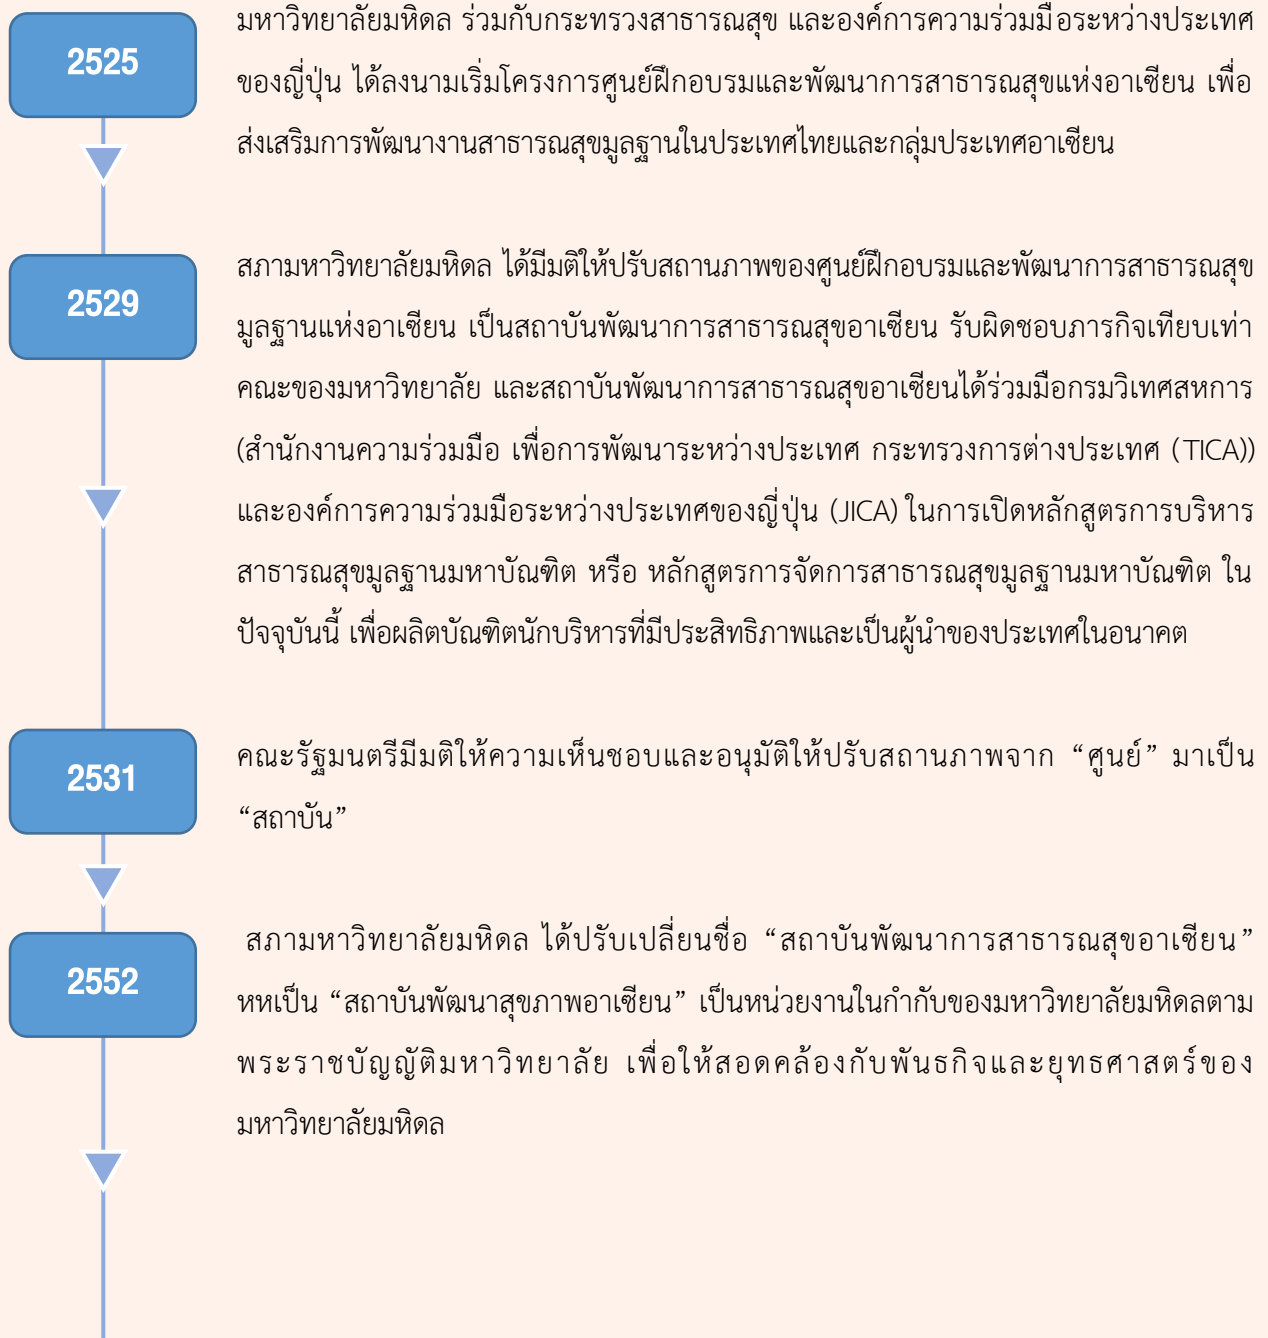 2525
มหาวิทยาลัยมหิดล ร่วมกับกระทรวงสาธารณสุข และองค์การความร่วมมือระหว่างประเทศ
ของญี่ปุ่น ได้ลงนามเริ่มโครงการศูนย์ฝึกอบรมและพัฒนาการสาธารณสุขแห่งอาเซียน เพื่อ
ส่งเสริมการพัฒนางานสาธารณสุขมูลฐานในประเทศไทยและกลุ่มประเทศอาเซียน
2529
สภามหาวิทยาลัยมหิดล ได้มีมติให้ปรับสถานภาพของศูนย์ฝึกอบรมและพัฒนาการสาธารณสุข
มูลฐานแห่งอาเซียน เป็นสถาบันพัฒนาการสาธารณสุขอาเซียน รับผิดชอบภารกิจเทียบเท่า
คณะของมหาวิทยาลัย และสถาบันพัฒนาการสาธารณสุขอาเซียนได้ร่วมมือกรมวิเทศสหการ
(สำนักงานความร่วมมือ เพื่อการพัฒนาระหว่างประเทศ กระทรวงการต่างประเทศ (TICA))
และองค์การความร่วมมือระหว่างประเทศของญี่ปุ่น (JICA) ในการเปิดหลักสูตรการบริหาร
สาธารณสุขมูลฐานมหาบัณฑิต หรือ หลักสูตรการจัดการสาธารณสุขมูลฐานมหาบัณฑิต ใน
ปัจจุบันนี้ เพื่อผลิตบัณฑิตนักบริหารที่มีประสิทธิภาพและเป็นผู้นำของประเทศในอนาคต
2531
คณะรัฐมนตรีมีมติให้ความเห็นชอบและอนุมัติให้ปรับสถานภาพจาก “ศูนย์” มาเป็น
“สถาบัน”
2552
สภามหาวิทยาลัยมหิดล ได้ปรับเปลี่ยนชื่อ “สถาบันพัฒนาการสาธารณสุขอาเซียน”
หหเป็น “สถาบันพัฒนาสุขภาพอาเซียน” เป็นหน่วยงานในกำกับของมหาวิทยาลัยมหิดลตาม
พระราชบัญญัติมหาวิทยาลัย เพื่อให้สอดคล้องกับพันธกิจและยุทธศาสตร์ของ
มหาวิทยาลัยมหิดล